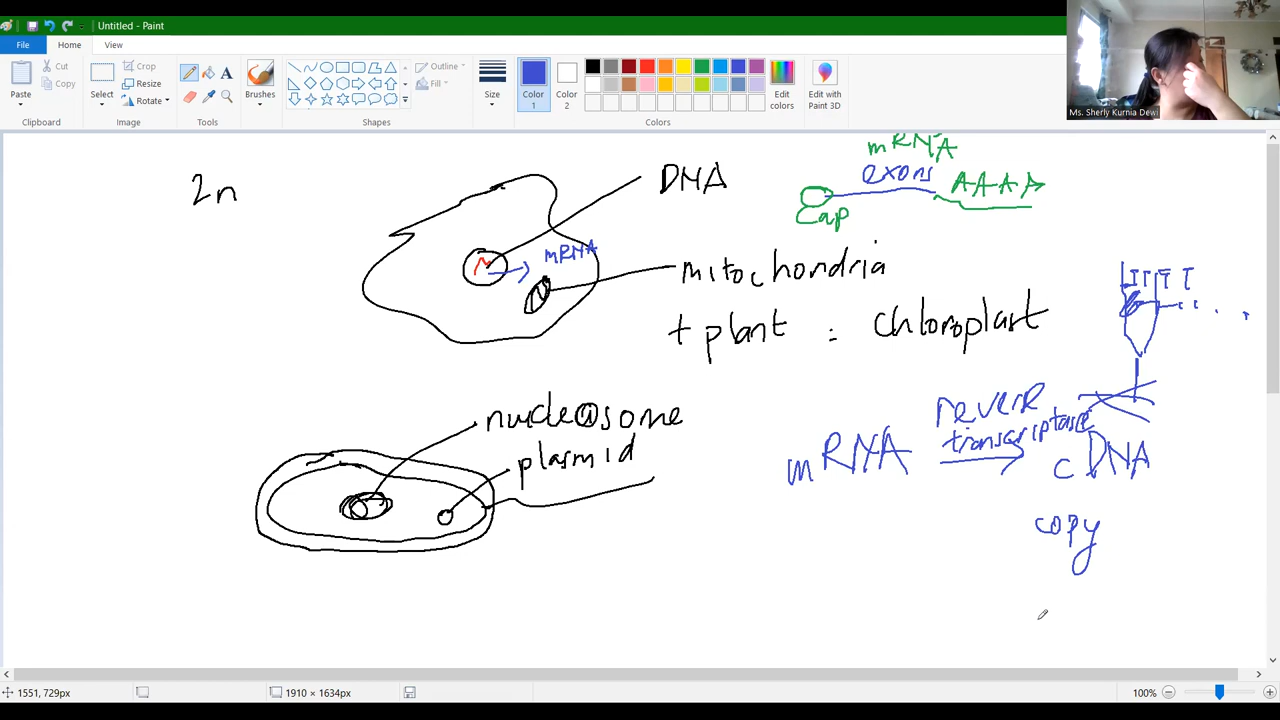 Untitled - Paint
File Home View
Paste
Cut
Copy
Clipboard
Select
Crop
Resize
Rotate
Image
Tools
Brushes
Shapes
Outline
Fill
Size
Color 1
Color 2
Colors
Edit colors
Edit with Paint 3D
Ms. Sherly Kurnia Dewi
2n
DNA
mRNA
mRNA
exons
AAAA
Cap
mitochondria
+ plant : chloroplast
TTTT
nucleosome
plasmid
mRNA
reverse
transcriptase
cDNA
copy
1551, 729px
1910 × 1634px
100%